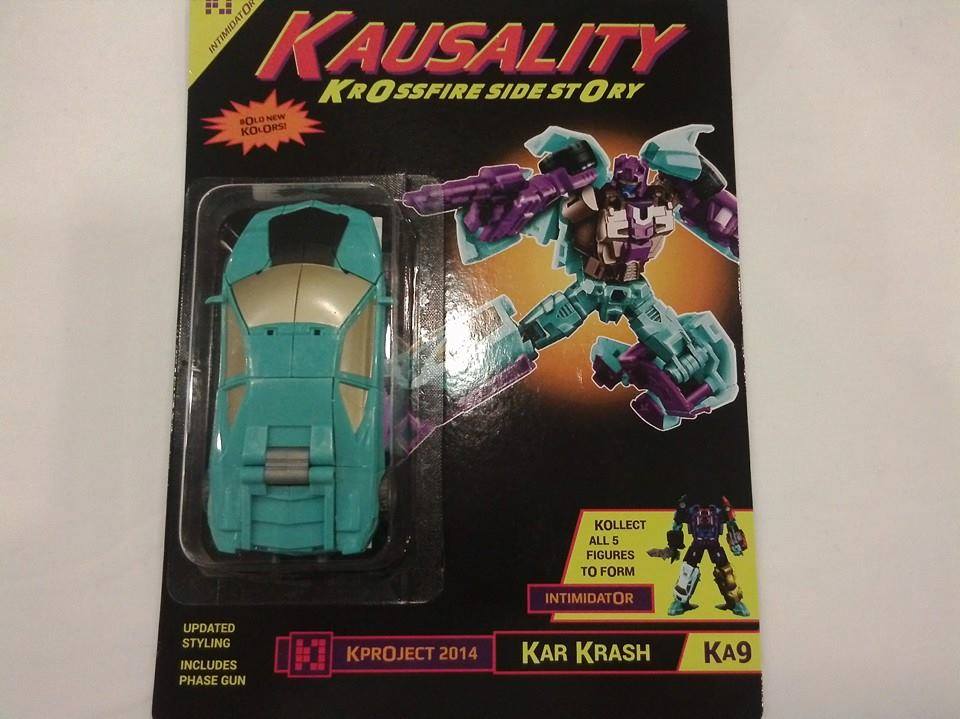 INTIMIDATOR
KAUSALITY
KROSSFIRE SIDE STORY
BOLD NEW
KOLORS!
KOLLECT
ALL 5
FIGURES
TO FORM
INTIMIDATOR
UPDATED
STYLING
INCLUDES
PHASE GUN
KPROJECT 2014
KAR KRASH
KA9